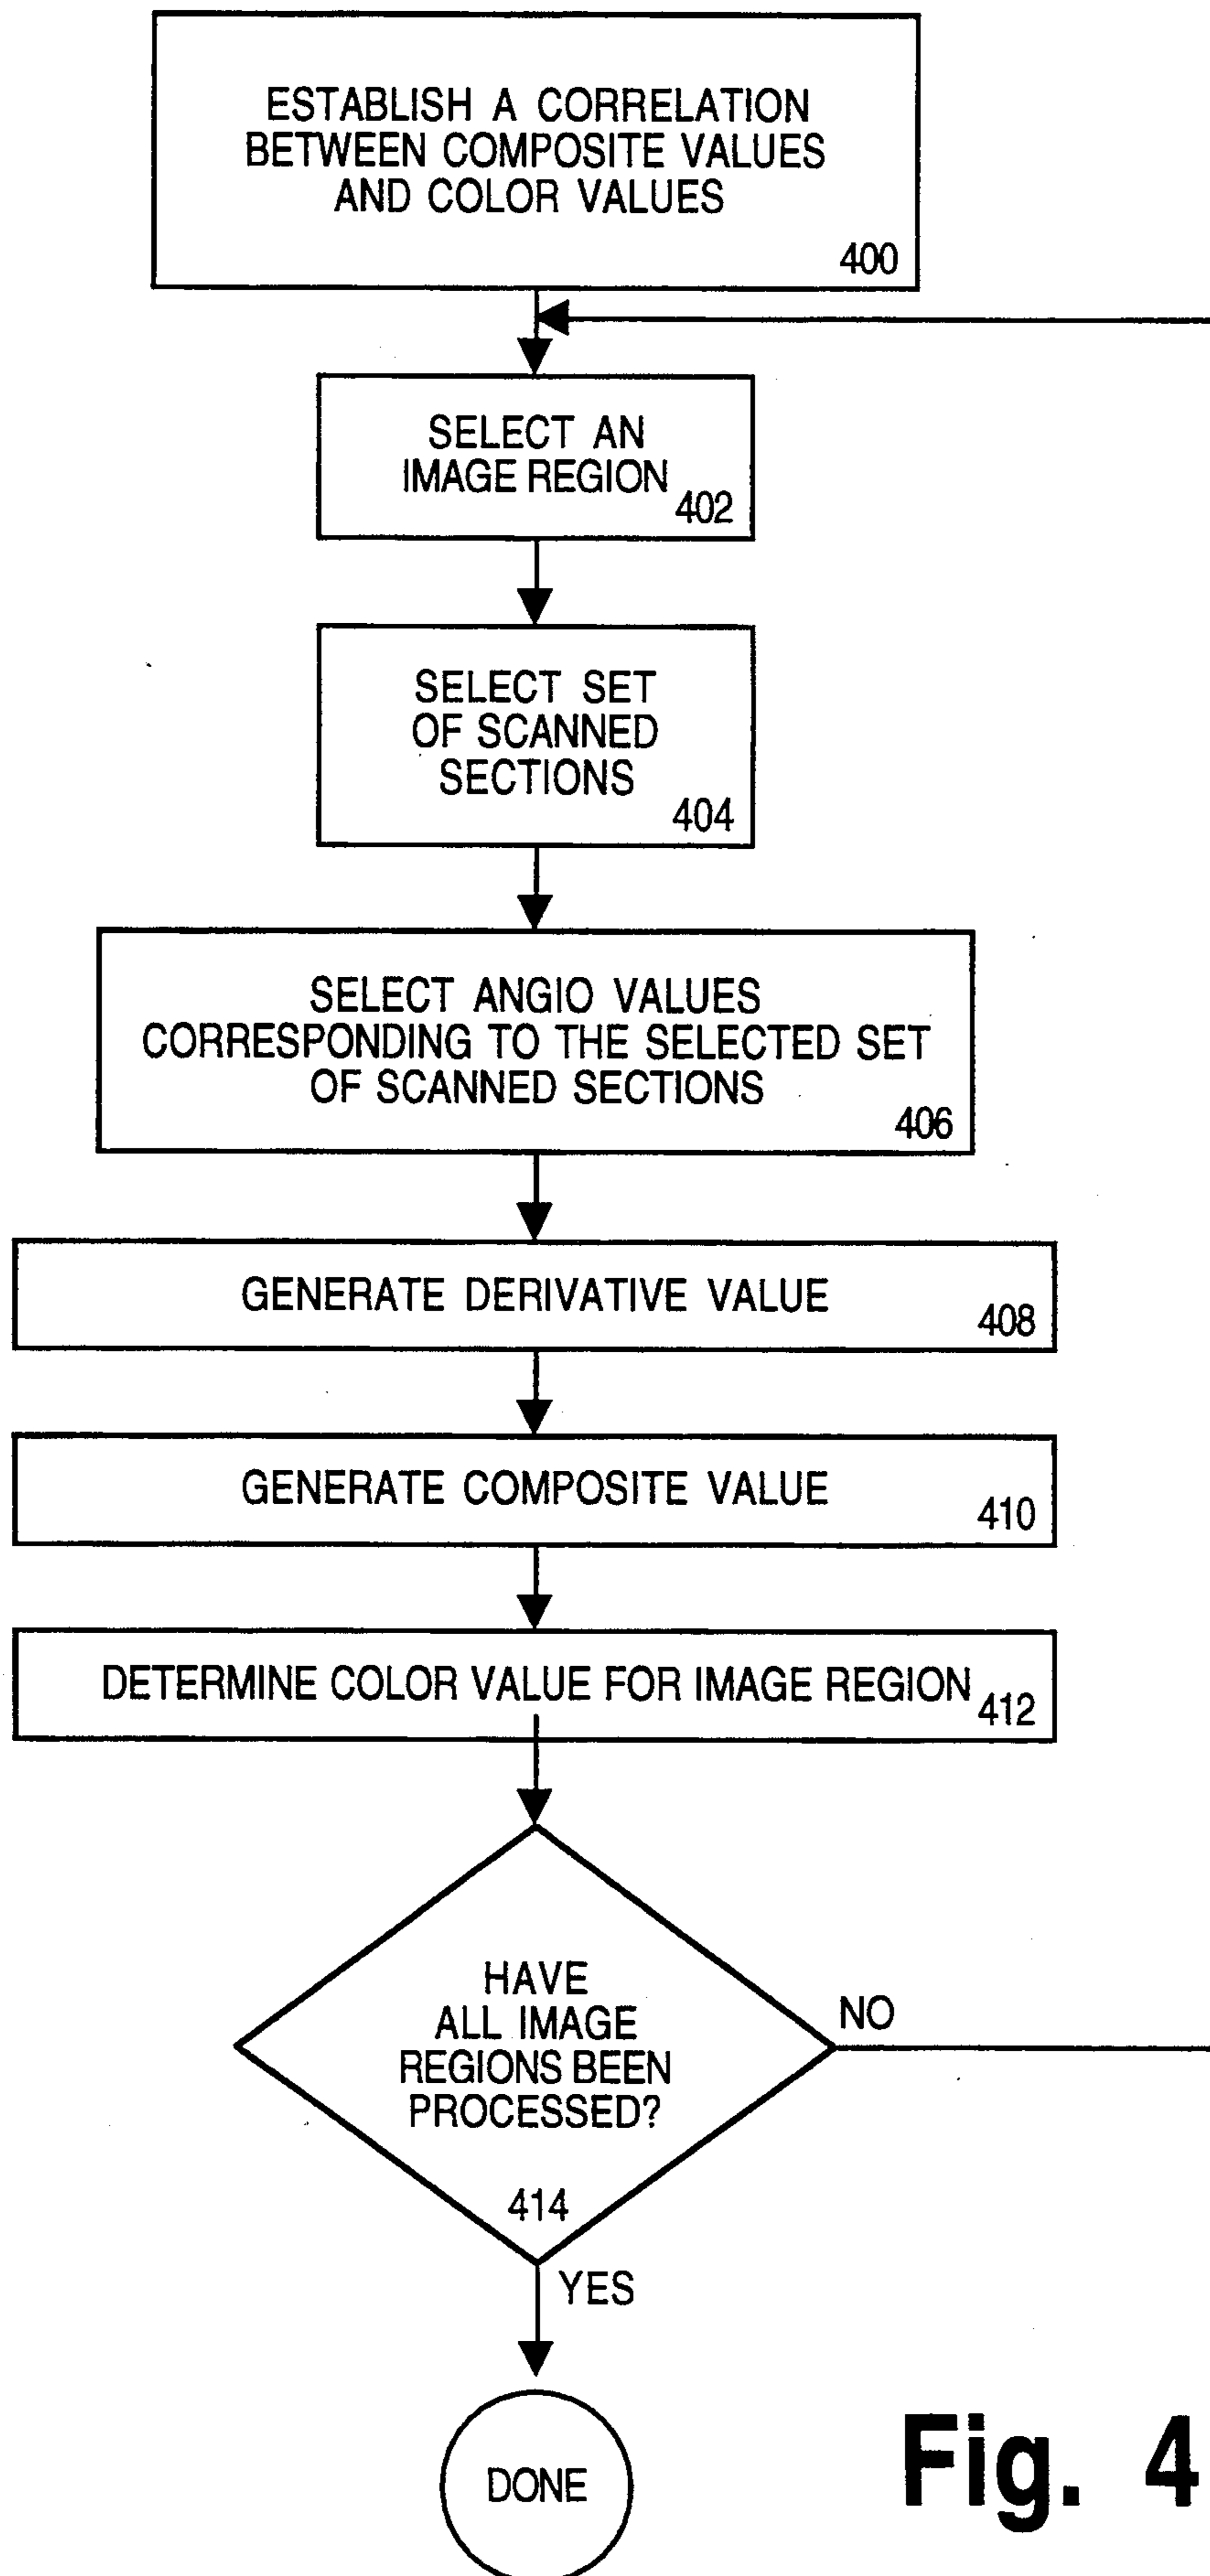 ESTABLISH A CORRELATION
BETWEEN COMPOSITE VALUES
AND COLOR VALUES
400
SELECT AN
IMAGE REGION
402
SELECT SET
OF SCANNED
SECTIONS
404
SELECT ANGIO VALUES
CORRESPONDING TO THE SELECTED SET
OF SCANNED SECTIONS
406
GENERATE DERIVATIVE VALUE
408
GENERATE COMPOSITE VALUE
410
DETERMINE COLOR VALUE FOR IMAGE REGION
412
HAVE
ALL IMAGE
REGIONS BEEN
PROCESSED?
414
NO
YES
DONE
Fig. 4